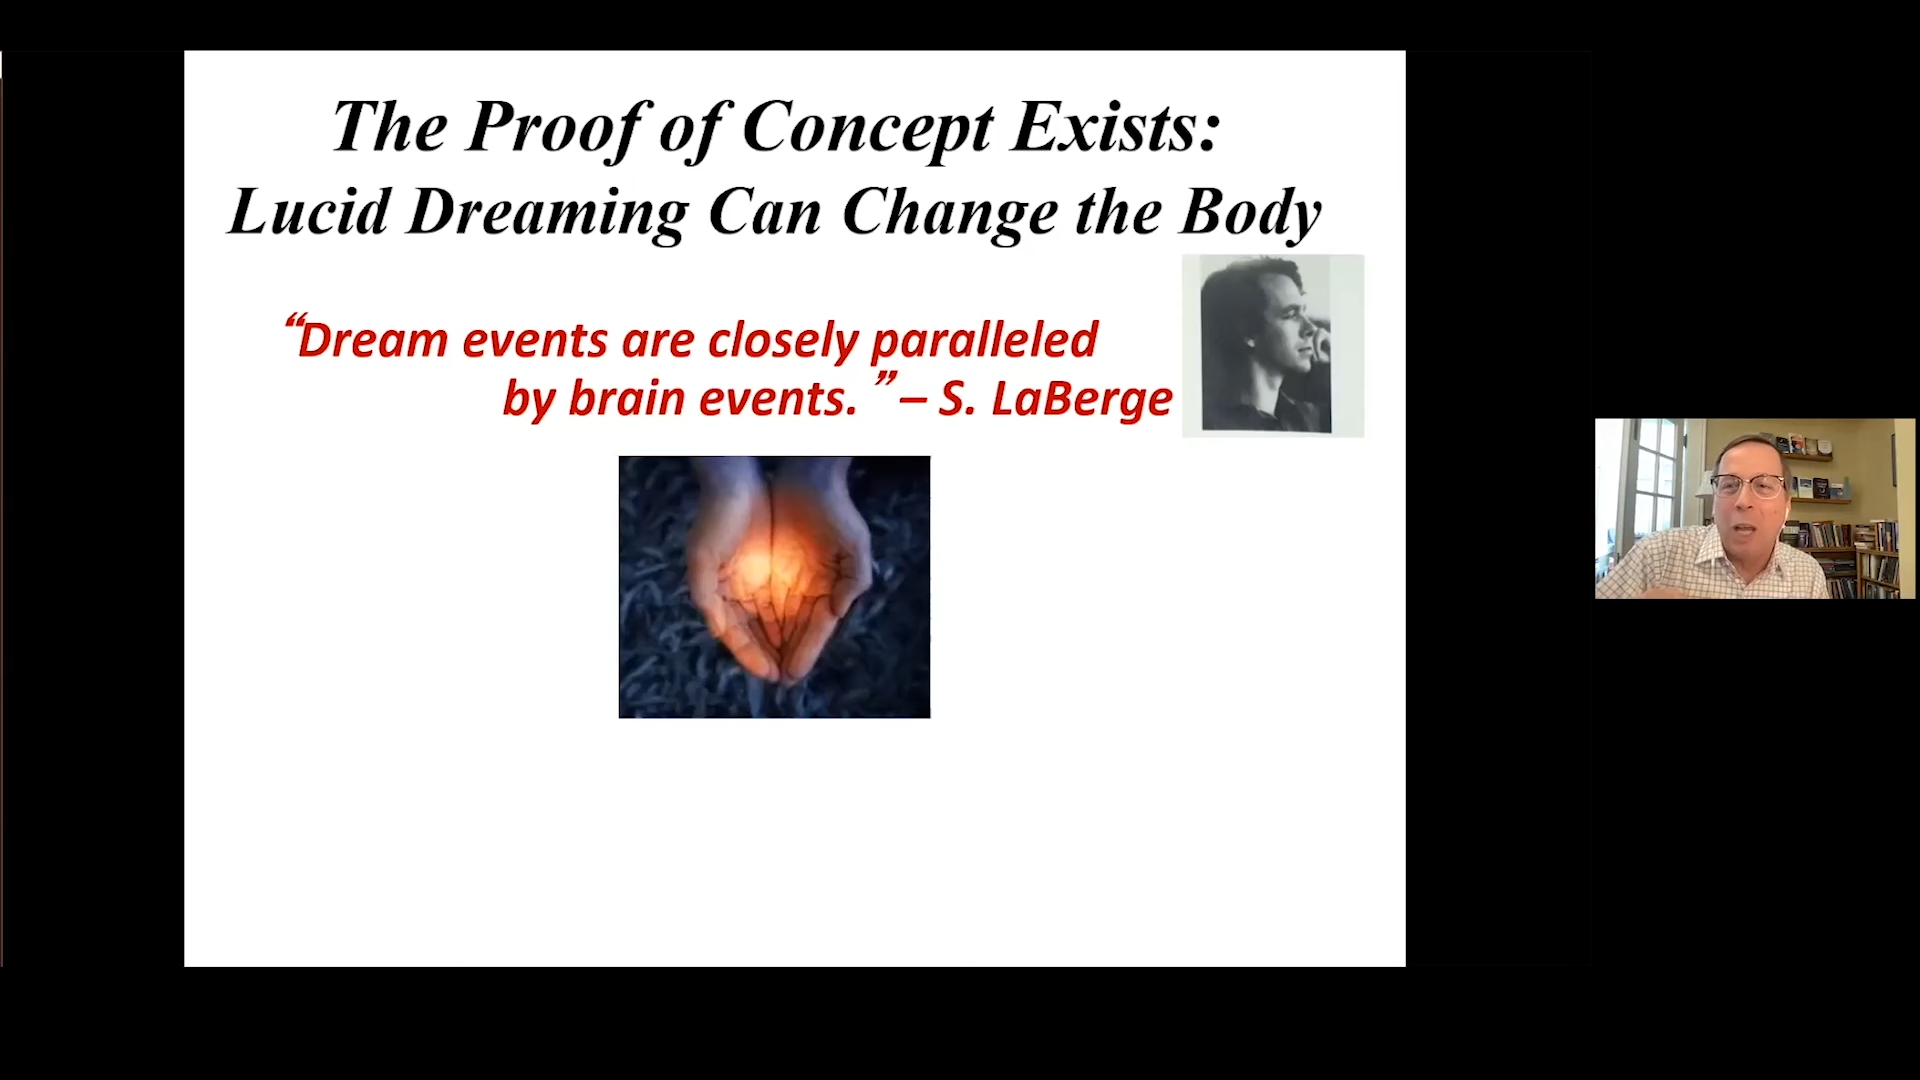 The Proof of Concept Exists:
Lucid Dreaming Can Change the Body
“Dream events are closely paralleled
by brain events.” – S. LaBerge